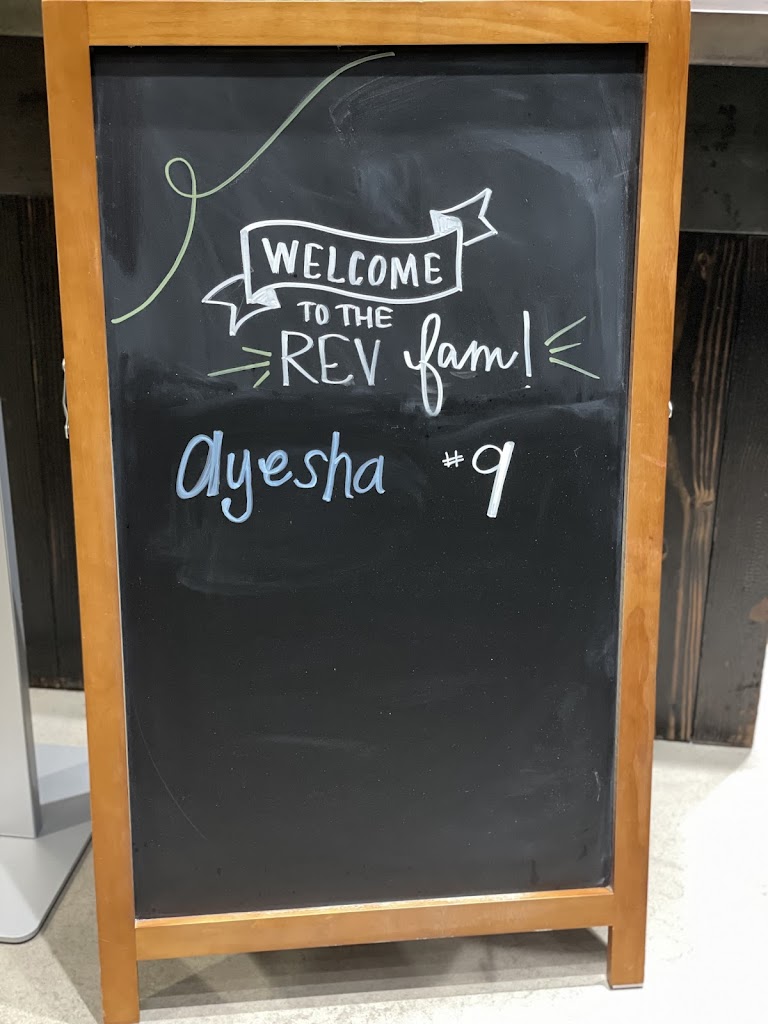 WELCOME
TO THE
REV fam!
ayesha #9